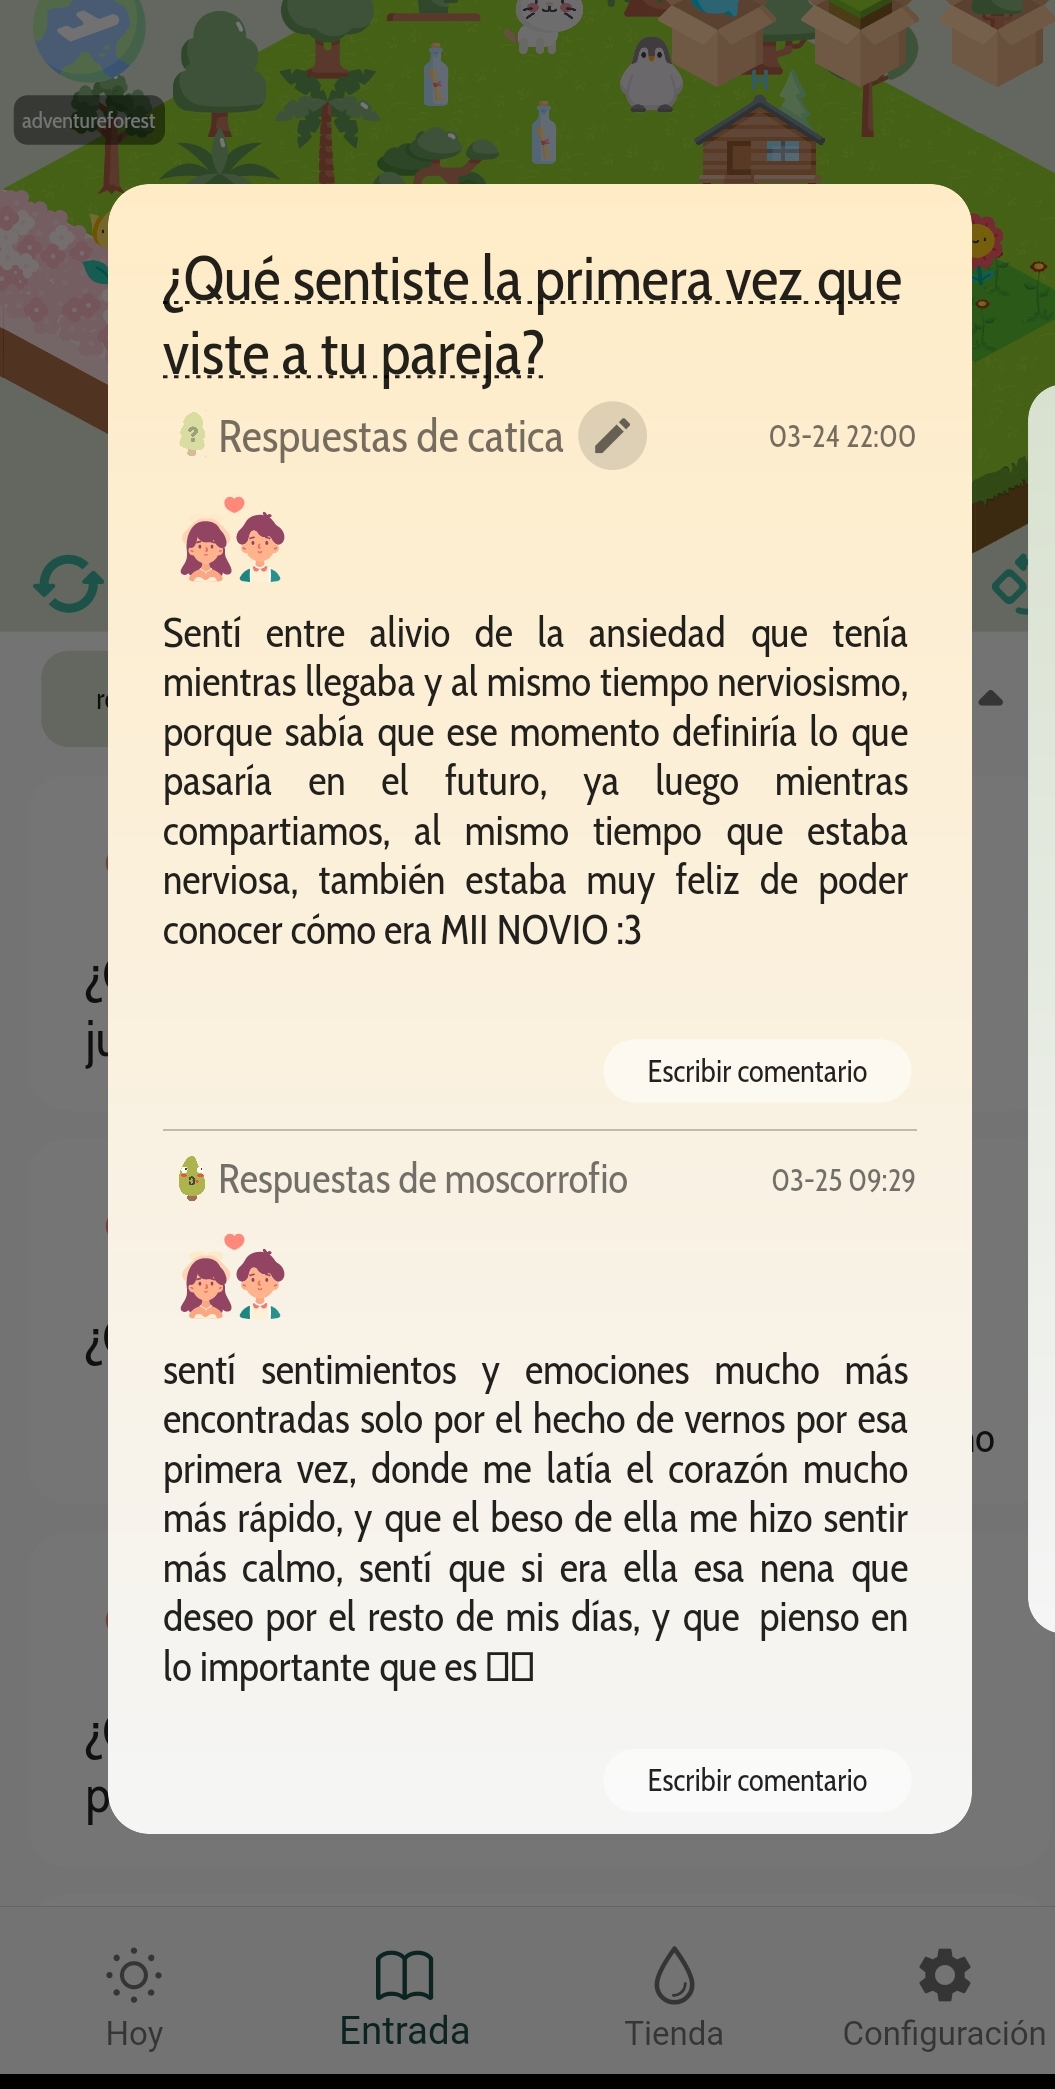 adventureforest
¿Qué sentiste la primera vez que
viste a tu pareja?
Respuestas de catica
03-24 22:00
Sentí entre alivio de la ansiedad que tenía
mientras llegaba y al mismo tiempo nerviosismo,
porque sabía que ese momento definiría lo que
pasaría en el futuro, ya luego mientras
compartiamos, al mismo tiempo que estaba
nerviosa, también estaba muy feliz de poder
conocer cómo era MII NOVIO :3
Escribir comentario
Respuestas de moscorrofio
03-25 09:29
sentí sentimientos y emociones mucho más
encontradas solo por el hecho de vernos por esa
primera vez, donde me latía el corazón mucho
más rápido, y que el beso de ella me hizo sentir
más calmo, sentí que si era ella esa nena que
deseo por el resto de mis días, y que pienso en
lo importante que es
Escribir comentario
Hoy
Entrada
Tienda
Configuración